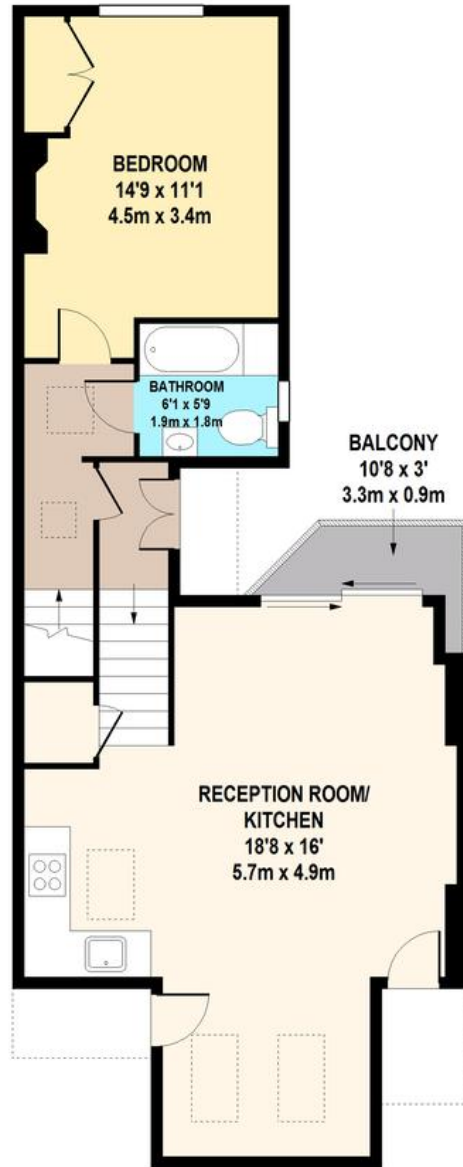 BEDROOM
14'9 x 11'1
4.5m x 3.4m
BATHROOM
6'1 x 5'9
1.9m x 1.8m
BALCONY
10'8 x 3'
3.3m x 0.9m
RECEPTION ROOM/
KITCHEN
18'8 x 16'
5.7m x 4.9m